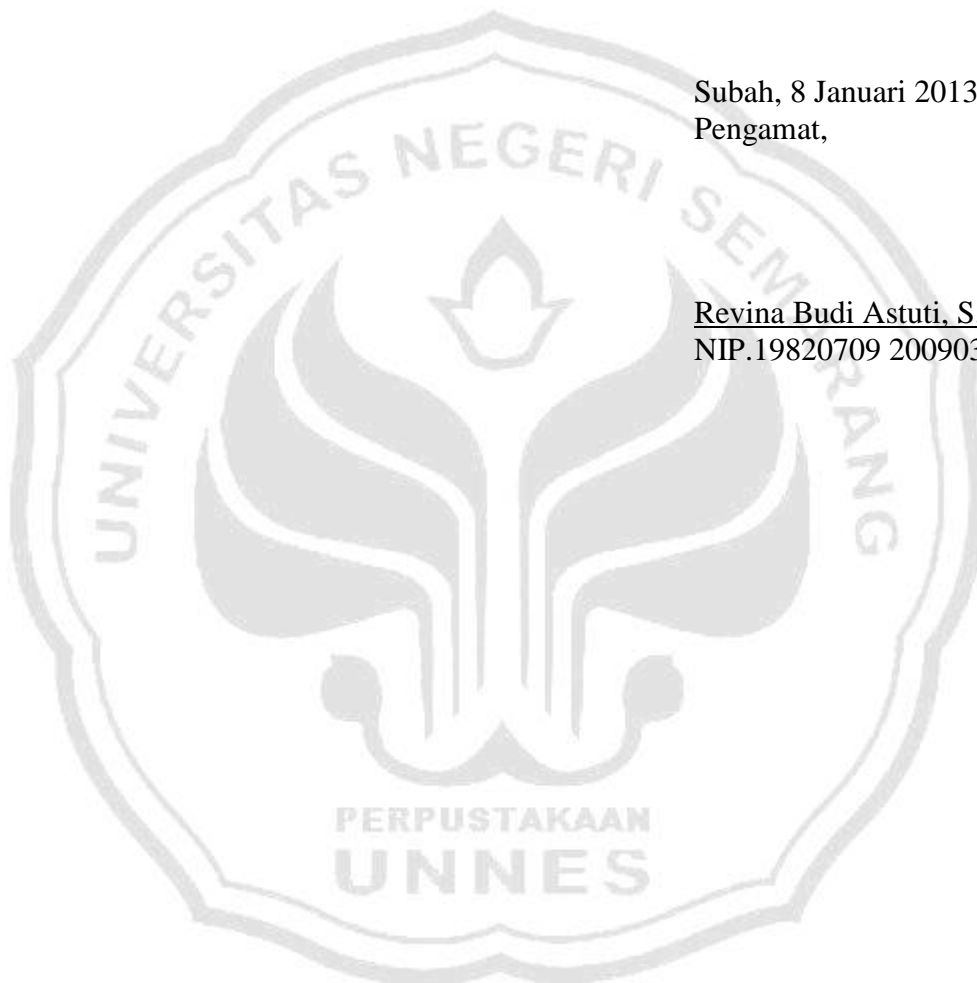 Subah, 8 Januari 2013
Pengamat,
UNIVERSITAS NEGERI SEMARANG
Revina Budi Astuti, S
NIP.19820709 200903
PERPUSTAKAAN
UNNES